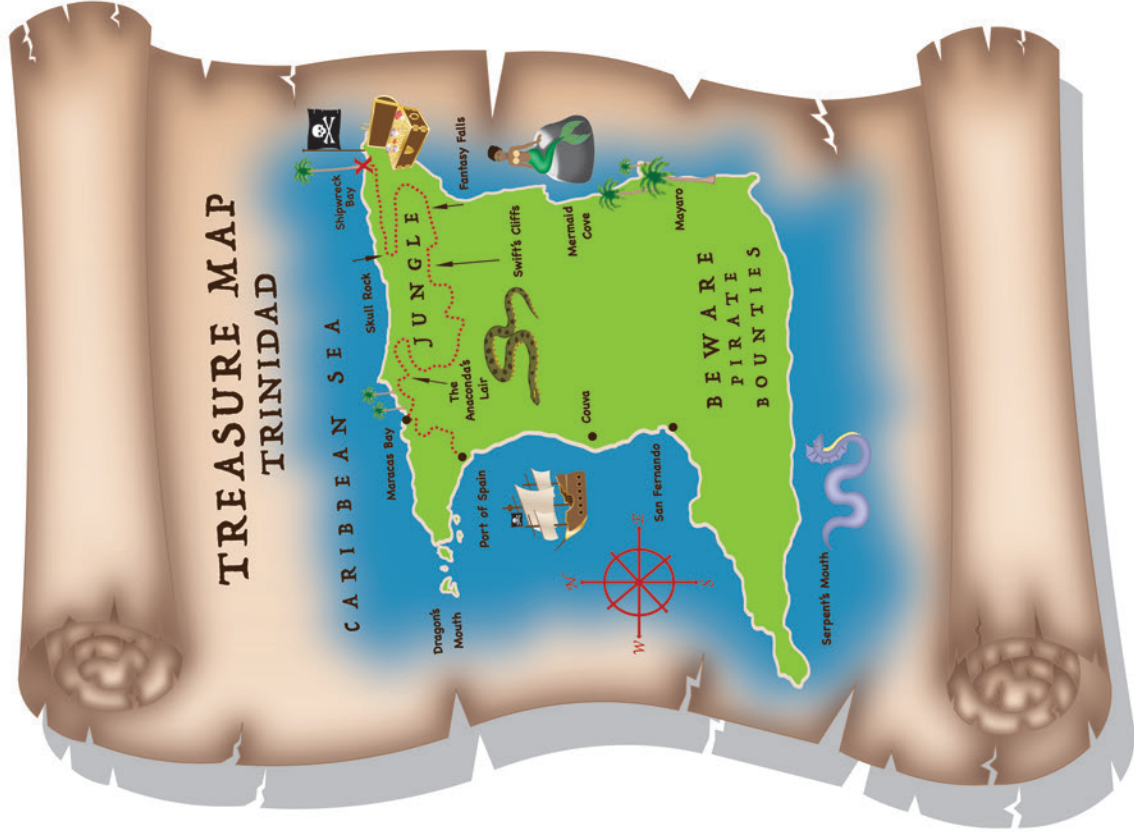 TREASURE MAP
TRINIDAD
CARIBBEAN SEA
Shipwreck
Bay
Skull Rock
Maracas Bay
JUNGLE
Fantasy Falls
Swift's Cliffs
The
Anaconda's
Lair
Dragon's
Mouth
Port of Spain
Mermaid
Cove
Couva
San Fernando
Mayaro
N
W
E
S
BEWARE
PIRATE
BOUNTIES
Serpent's Mouth